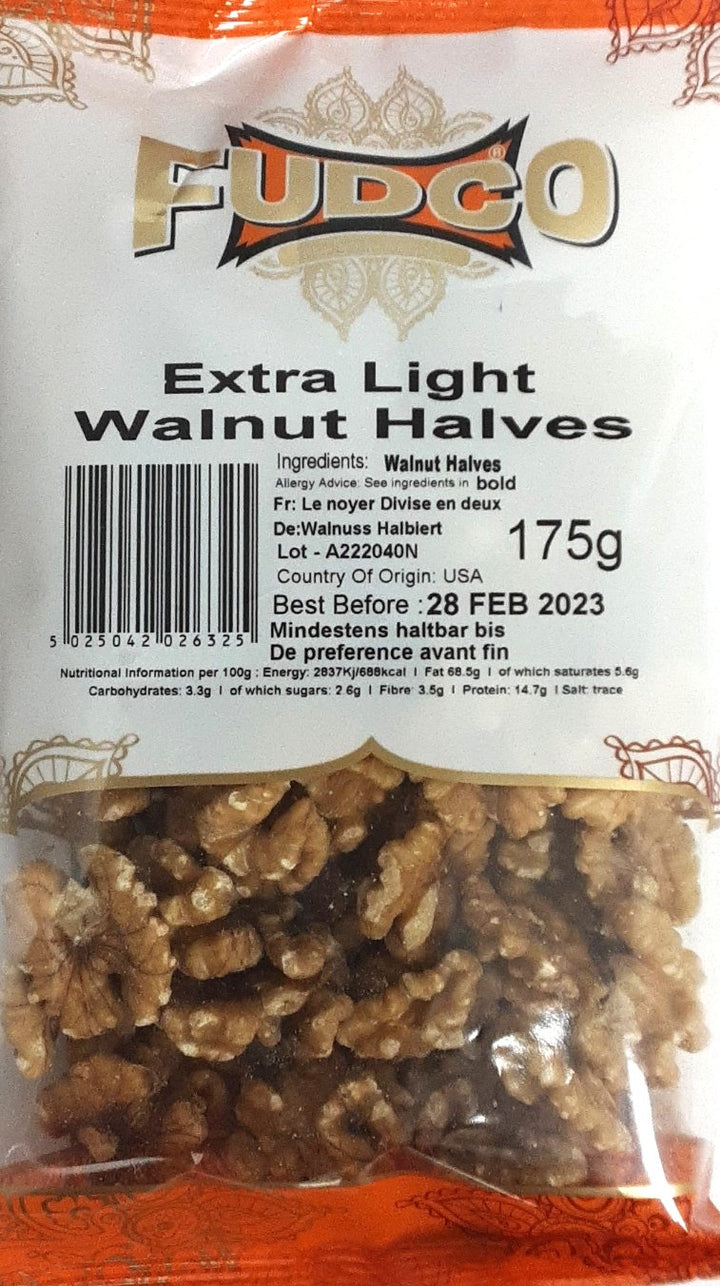 FUDCO®
Extra Light
Walnut Halves
Ingredients: Walnut Halves
Allergy Advice: See ingredients in bold
Fr: Le noyer Divise en deux
De:Walnuss Halbiert
Lot - A222040N
175g
Country Of Origin: USA
Best Before :28 FEB 2023
Mindestens haltbar bis
De preference avant fin
5 025042 026325
Nutritional Information per 100g : Energy: 2837Kj/688kcal I Fat 68.5g I of which saturates 5.6g
Carbohydrates: 3.3g I of which sugars: 2.6g I Fibre: 3.5g I Protein: 14.7g I Salt: trace